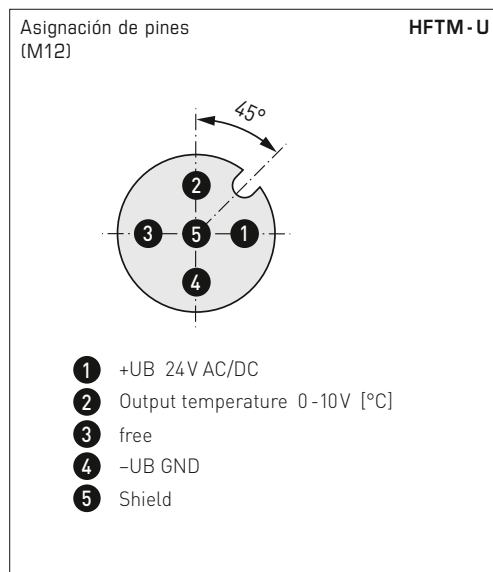 Asignación de pines
(M12)
HFTM - U
45°
2
3
5
1
4
1 +UB 24V AC/DC
2 Output temperature 0 - 10V [°C]
3 free
4 –UB GND
5 Shield